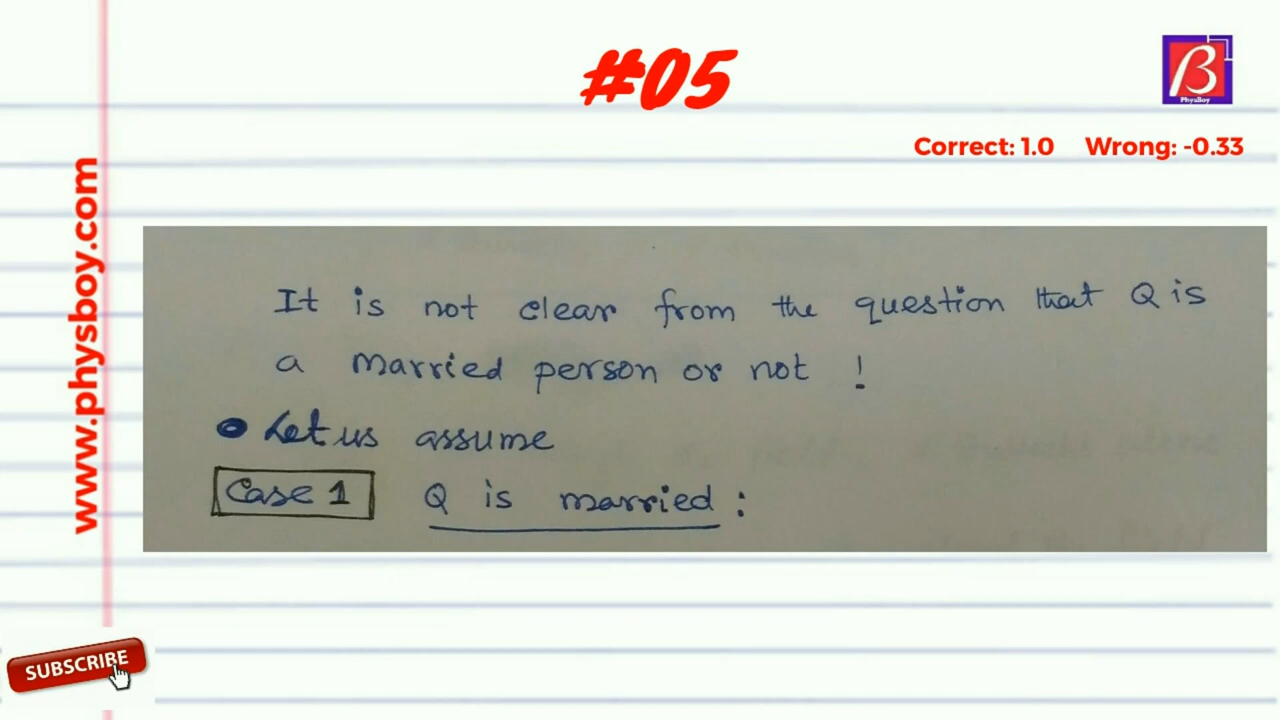 #05
β
PhysBoy
Correct: 1.0 Wrong: -0.33
www.physboy.com
It is not clear from the question that Q is
a married person or not !
Let us assume
Case 1 Q is married :
SUBSCRIBE